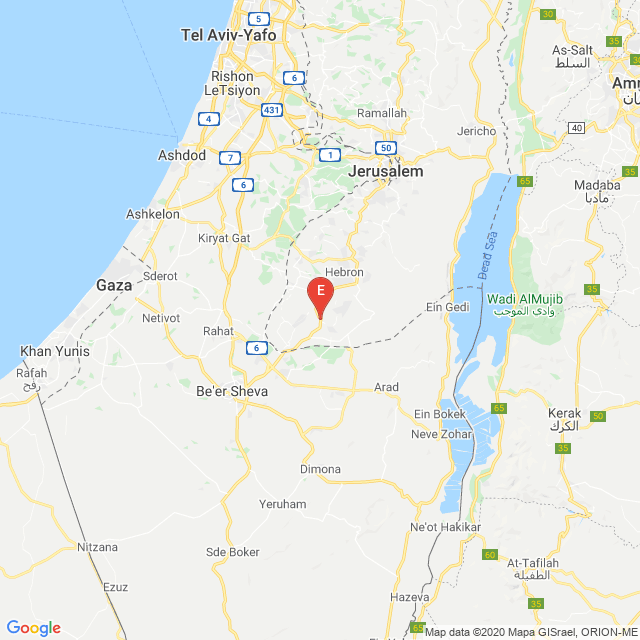 5
Tel Aviv-Yafo
30
As-Salt
السلط
35
Rishon
LeTsiyon
6
4
431
Ramallah
Jericho
40
Ashdod
7
1
50
Jerusalem
35
6
65
Madaba
مادبا
Ashkelon
Kiryat Gat
Dead Sea
Sderot
Hebron
Gaza
E
Wadi AlMujib
وادي الموجب
Ein Gedi
Netivot
Rahat
Khan Yunis
6
Rafah
رفح
Be'er Sheva
Arad
65
Ein Bokek
Kerak
الكرك
50
Neve Zohar
35
Dimona
Yeruham
Ne'ot Hakikar
Nitzana
Sde Boker
60
At-Tafilah
الطفيلة
Ezuz
Hazeva
35
Google
Map data ©2020 Mapa GISrael, ORION-ME